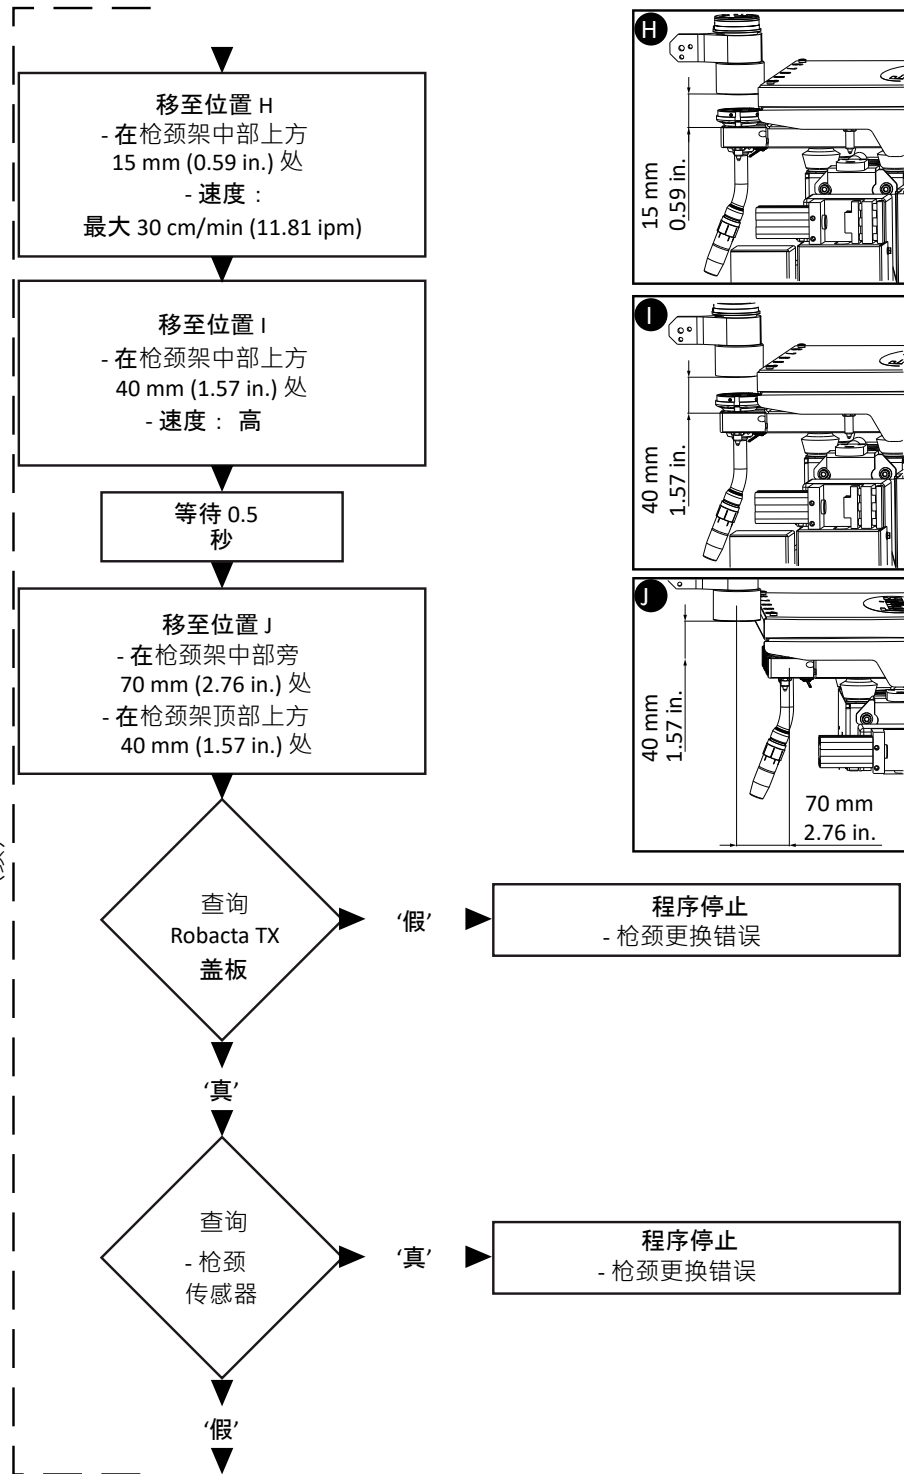 移至位置 H
- 在枪颈架中部上方
15 mm (0.59 in.) 处
- 速度：
最大 30 cm/min (11.81 ipm)
移至位置 I
- 在枪颈架中部上方
40 mm (1.57 in.) 处
- 速度： 高
等待 0.5
秒
移至位置 J
- 在枪颈架中部旁
70 mm (2.76 in.) 处
- 在枪颈架顶部上方
40 mm (1.57 in.) 处
查询
Robacta TX
盖板
‘假’
程序停止
- 枪颈更换错误
‘真’
查询
- 枪颈
传感器
‘真’
程序停止
- 枪颈更换错误
‘假’
H
15 mm
0.59 in.
I
40 mm
1.57 in.
J
40 mm
1.57 in.
70 mm
2.76 in.